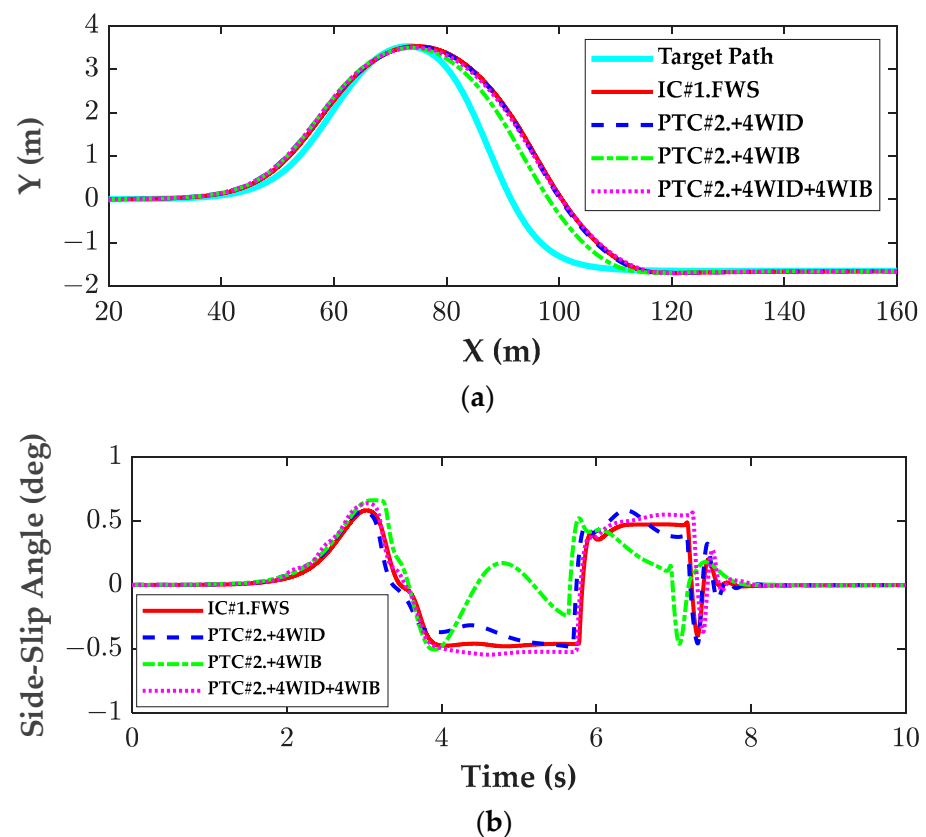 (a)
4
3
2
1
0
−1
−2
Y (m)
Target Path
IC#1.FWS
PTC#2.+4WID
PTC#2.+4WIB
PTC#2.+4WID+4WIB
20 40 60 80 100 120 140 160
X (m)
(a)
1
0.5
0
−0.5
−1
Side-Slip Angle (deg)
IC#1.FWS
PTC#2.+4WID
PTC#2.+4WIB
PTC#2.+4WID+4WIB
0 2 4 6 8 10
Time (s)
(b)